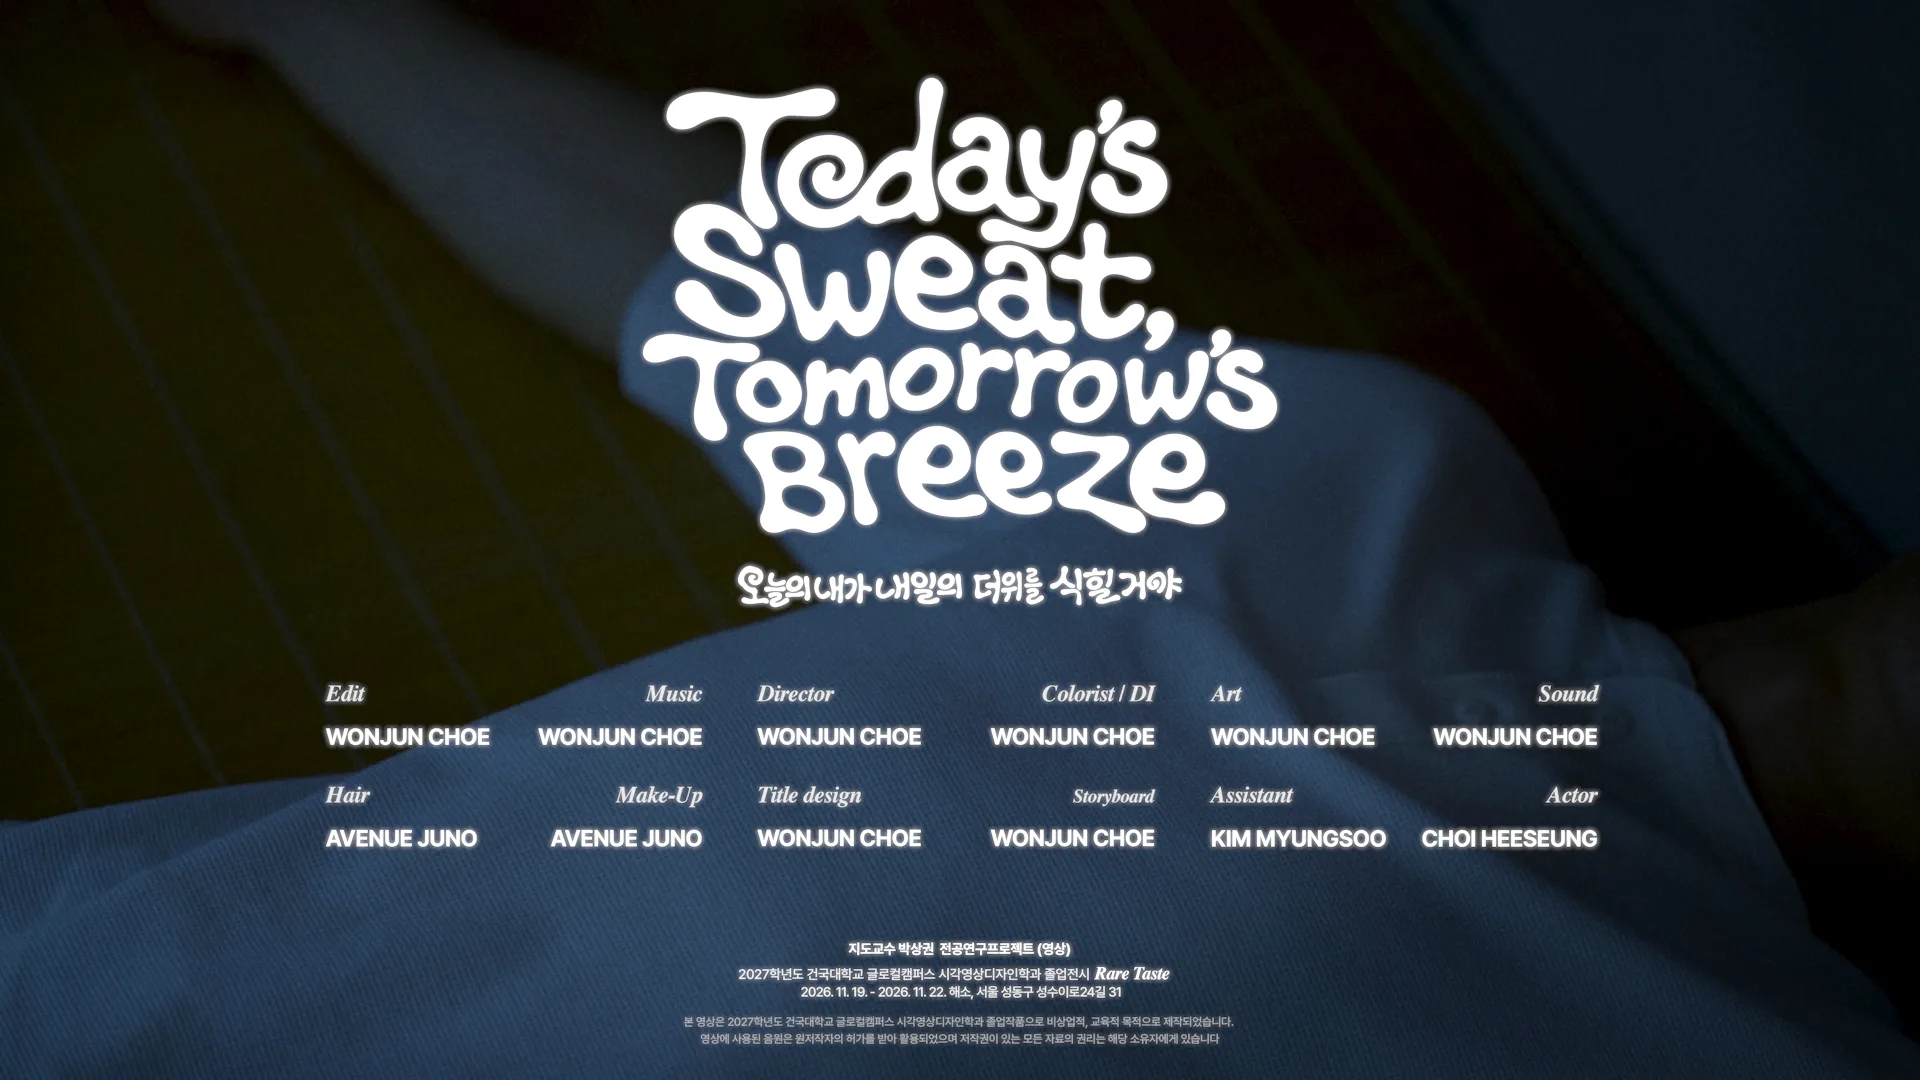 Today's
Sweat,
Tomorrow's
Breeze
오늘의 내가 내일의 더위를 식힐거야
Edit Music Director Colorist / DI Art Sound
WONJUN CHOE WONJUN CHOE WONJUN CHOE WONJUN CHOE WONJUN CHOE WONJUN CHOE
Hair Make-Up Title design Storyboard Assistant Actor
AVENUE JUNO AVENUE JUNO WONJUN CHOE WONJUN CHOE KIM MYUNGSOO CHOI HEESEUNG
지도교수 박상권 전공연구프로젝트 (영상)
2027학년도 건국대학교 글로컬캠퍼스 시각영상디자인학과 졸업전시 Rare Taste
2026. 11. 19. - 2026. 11. 22. 해소, 서울 성동구 성수이로24길 31
본 영상은 2027학년도 건국대학교 글로컬캠퍼스 시각영상디자인학과 졸업작품으로 비상업적, 교육적 목적으로 제작되었습니다.
영상에 사용된 음원은 원저작자의 허가를 받아 활용되었으며 저작권이 있는 모든 자료의 권리는 해당 소유자에게 있습니다